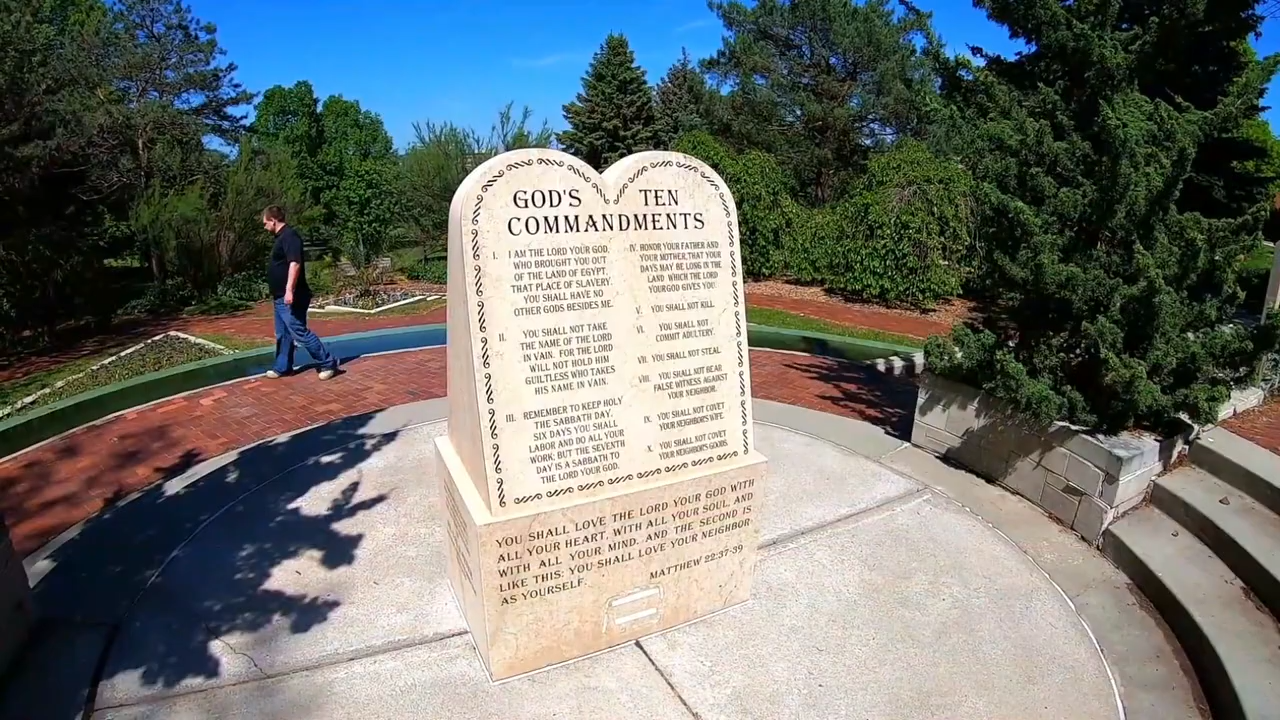 GOD'S TEN
COMMANDMENTS
I. I AM THE LORD YOUR GOD,
WHO BROUGHT YOU OUT
OF THE LAND OF EGYPT,
THAT PLACE OF SLAVERY.
YOU SHALL HAVE NO
OTHER GODS BESIDES ME.
II. YOU SHALL NOT TAKE
THE NAME OF THE LORD
IN VAIN. FOR THE LORD
WILL NOT HOLD HIM
GUILTLESS WHO TAKES
HIS NAME IN VAIN.
III. REMEMBER TO KEEP HOLY
THE SABBATH DAY.
SIX DAYS YOU SHALL
LABOR AND DO ALL YOUR
WORK; BUT THE SEVENTH
DAY IS A SABBATH TO
THE LORD YOUR GOD.
IV. HONOR YOUR FATHER AND
YOUR MOTHER, THAT YOUR
DAYS MAY BE LONG IN THE
LAND WHICH THE LORD
YOUR GOD GIVES YOU.
V. YOU SHALL NOT KILL.
VI. YOU SHALL NOT
COMMIT ADULTERY.
VII. YOU SHALL NOT STEAL.
VIII. YOU SHALL NOT BEAR
FALSE WITNESS AGAINST
YOUR NEIGHBOR.
IX. YOU SHALL NOT COVET
YOUR NEIGHBOR'S WIFE.
X. YOU SHALL NOT COVET
YOUR NEIGHBOR'S GOODS.
YOU SHALL LOVE THE LORD YOUR GOD WITH
ALL YOUR HEART, WITH ALL YOUR SOUL, AND
WITH ALL YOUR MIND. AND THE SECOND IS
LIKE THIS; YOU SHALL LOVE YOUR NEIGHBOR
AS YOURSELF. MATTHEW 22:37-39